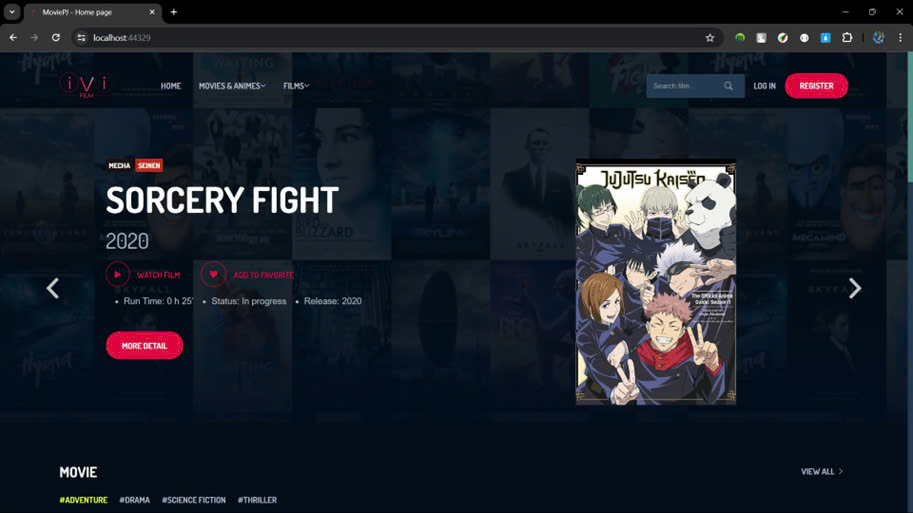 MoviePJ - Home page
localhost:44329
iVi
FILM
HOME
MOVIES & ANIMES
FILMS
Search film...
LOG IN
REGISTER
MECHA
SEINEN
SORCERY FIGHT
2020
WATCH FILM
ADD TO FAVORITE
Run Time: 0 h 25'
Status: In progress
Release: 2020
MORE DETAIL
JUJUTSU KAISEN
The Official Anime
Guide: Season 1
MOVIE
VIEW ALL
#ADVENTURE
#DRAMA
#SCIENCE FICTION
#THRILLER